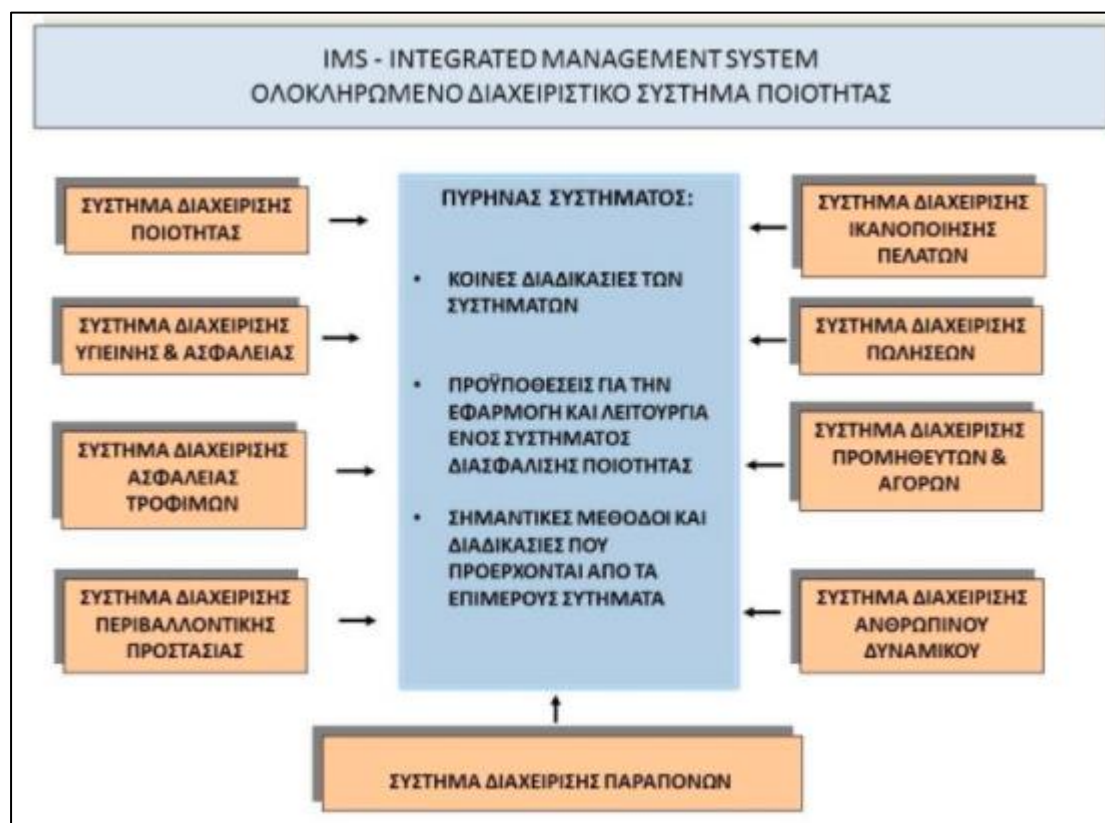 IMS - INTEGRATED MANAGEMENT SYSTEM
ΟΛΟΚΛΗΡΩΜΕΝΟ ΔΙΑΧΕΙΡΙΣΤΙΚΟ ΣΥΣΤΗΜΑ ΠΟΙΟΤΗΤΑΣ
ΣΥΣΤΗΜΑ ΔΙΑΧΕΙΡΙΣΗΣ
ΠΟΙΟΤΗΤΑΣ
ΣΥΣΤΗΜΑ ΔΙΑΧΕΙΡΙΣΗΣ
ΥΓΙΕΙΝΗΣ & ΑΣΦΑΛΕΙΑΣ
ΣΥΣΤΗΜΑ ΔΙΑΧΕΙΡΙΣΗΣ
ΑΣΦΑΛΕΙΑΣ
ΤΡΟΦΙΜΩΝ
ΣΥΣΤΗΜΑ ΔΙΑΧΕΙΡΙΣΗΣ
ΠΕΡΙΒΑΛΛΟΝΤΙΚΗΣ
ΠΡΟΣΤΑΣΙΑΣ
ΠΥΡΗΝΑΣ ΣΥΣΤΗΜΑΤΟΣ:
• ΚΟΙΝΕΣ ΔΙΑΔΙΚΑΣΙΕΣ ΤΩΝ
ΣΥΣΤΗΜΑΤΩΝ
• ΠΡΟΫΠΟΘΕΣΕΙΣ ΓΙΑ ΤΗΝ
ΕΦΑΡΜΟΓΗ ΚΑΙ ΛΕΙΤΟΥΡΓΙΑ
ΕΝΟΣ ΣΥΣΤΗΜΑΤΟΣ
ΔΙΑΣΦΑΛΙΣΗΣ ΠΟΙΟΤΗΤΑΣ
• ΣΗΜΑΝΤΙΚΕΣ ΜΕΘΟΔΟΙ ΚΑΙ
ΔΙΑΔΙΚΑΣΙΕΣ ΠΟΥ
ΠΡΟΕΡΧΟΝΤΑΙ ΑΠΟ ΤΑ
ΕΠΙΜΕΡΟΥΣ ΣΥΤΗΜΑΤΑ
ΣΥΣΤΗΜΑ ΔΙΑΧΕΙΡΙΣΗΣ
ΙΚΑΝΟΠΟΙΗΣΗΣ
ΠΕΛΑΤΩΝ
ΣΥΣΤΗΜΑ ΔΙΑΧΕΙΡΙΣΗΣ
ΠΩΛΗΣΕΩΝ
ΣΥΣΤΗΜΑ ΔΙΑΧΕΙΡΙΣΗΣ
ΠΡΟΜΗΘΕΥΤΩΝ &
ΑΓΟΡΩΝ
ΣΥΣΤΗΜΑ ΔΙΑΧΕΙΡΙΣΗΣ
ΑΝΘΡΩΠΙΝΟΥ
ΔΥΝΑΜΙΚΟΥ
ΣΥΣΤΗΜΑ ΔΙΑΧΕΙΡΙΣΗΣ ΠΑΡΑΠΟΝΩΝ